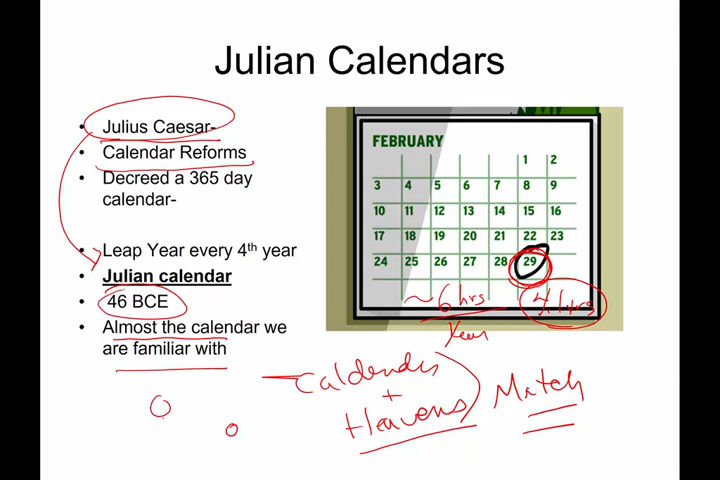 Julian Calendars
• Julius Caesar-
• Calendar Reforms
• Decreed a 365 day
calendar-
• Leap Year every 4th year
• Julian calendar
• 46 BCE
• Almost the calendar we
are familiar with
FEBRUARY
1 2
3 4 5 6 7 8 9
10 11 12 13 14 15 16
17 18 19 20 21 22 23
24 25 26 27 28 29
~ 6 hrs
Year
4 yrs
Caldender
+
Heavens
Match